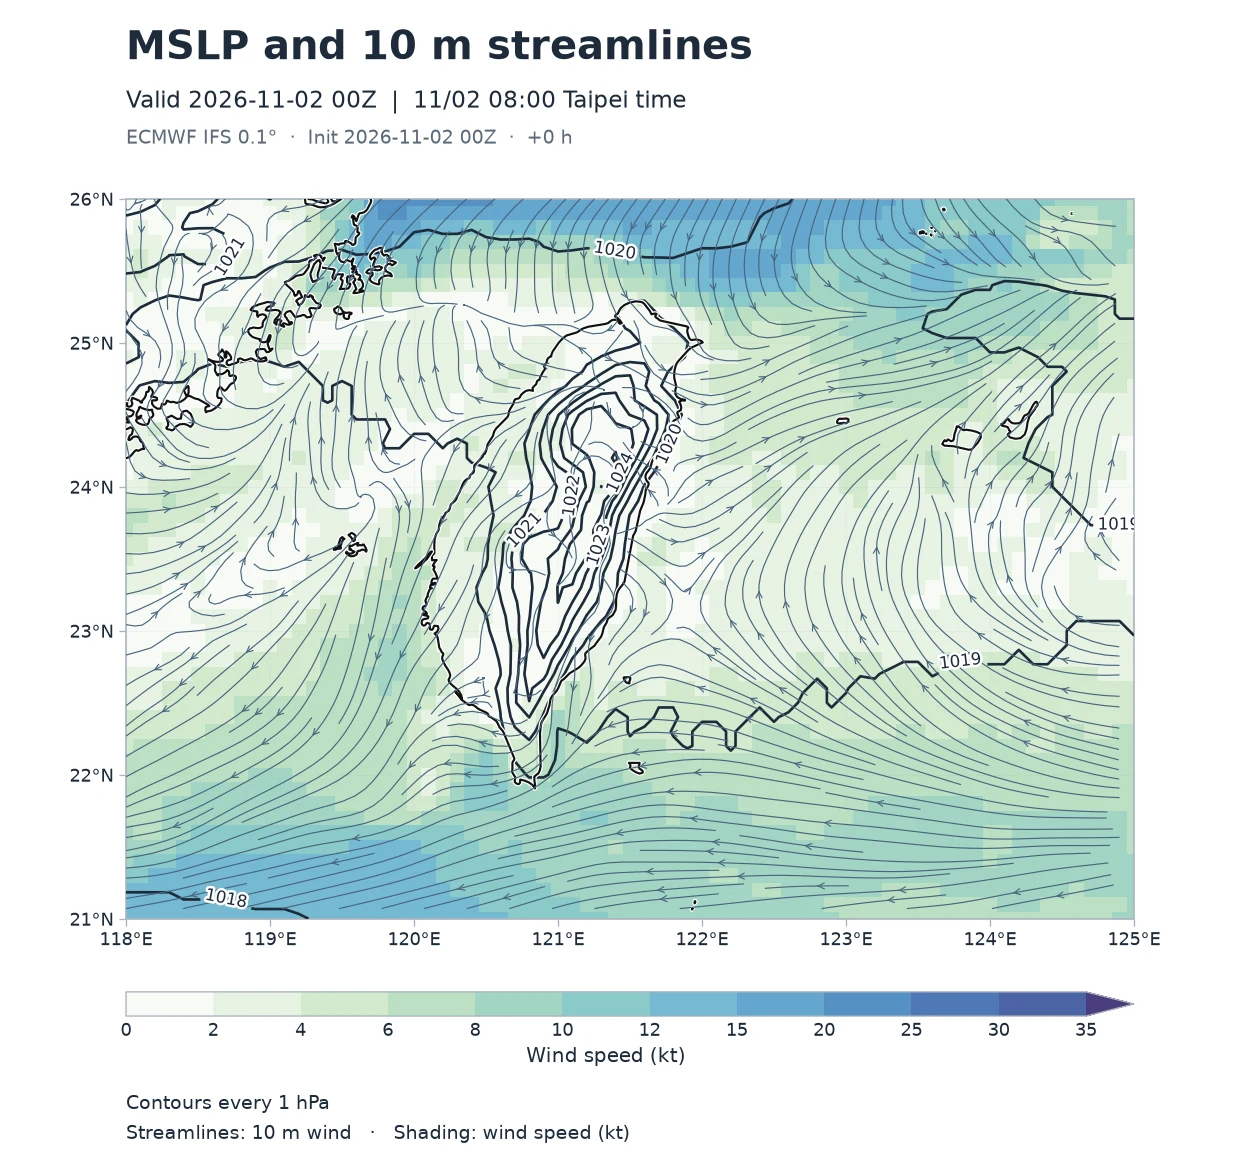 MSLP and 10 m streamlines
Valid 2026-11-02 00Z | 11/02 08:00 Taipei time
ECMWF IFS 0.1° · Init 2026-11-02 00Z · +0 h
26°N
25°N
24°N
23°N
22°N
21°N
1021
1020
1020
1024
1022
1021
1023
1019
1019
1018
118°E 119°E 120°E 121°E 122°E 123°E 124°E 125°E
0 2 4 6 8 10 12 15 20 25 30 35
Wind speed (kt)
Contours every 1 hPa
Streamlines: 10 m wind · Shading: wind speed (kt)